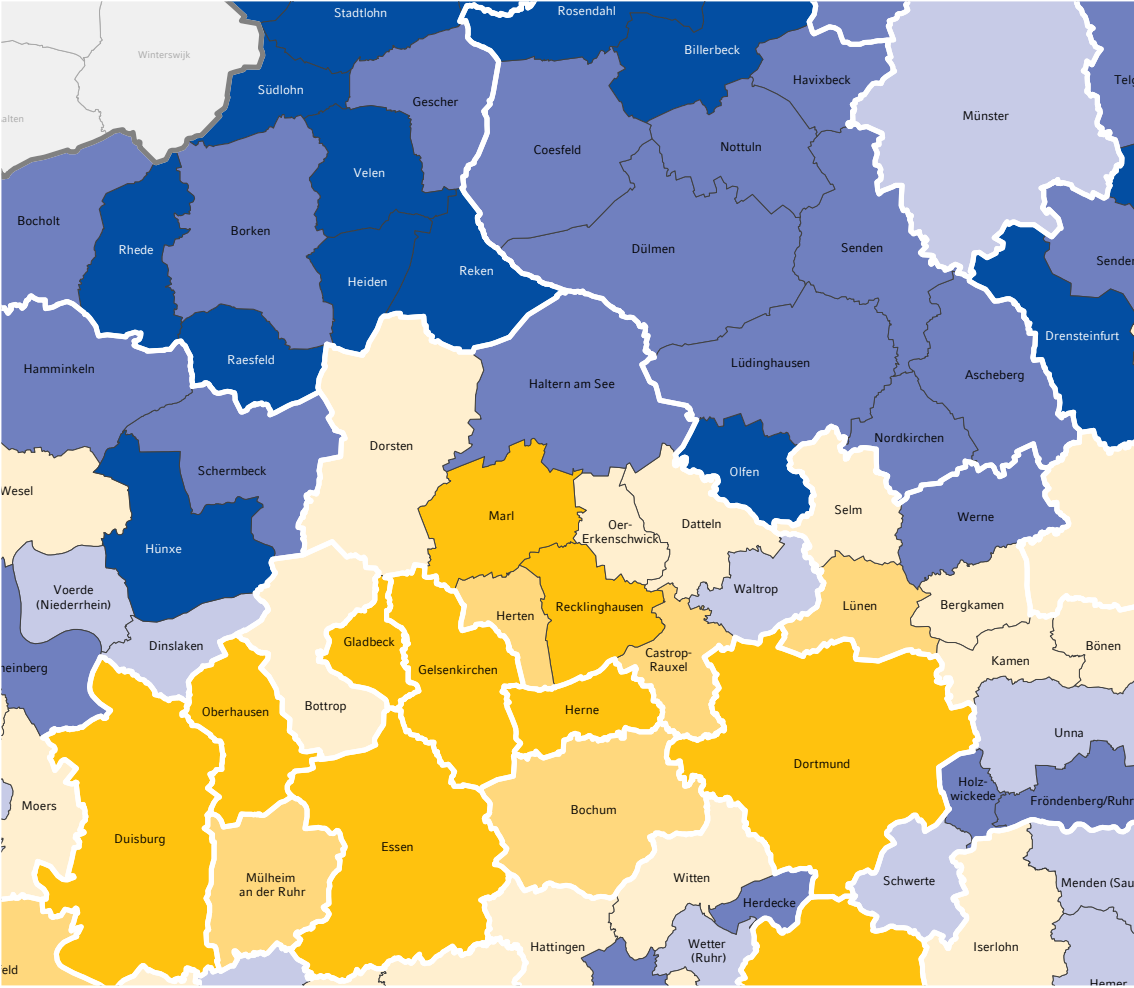 Stadtlohn
Rosendahl
Winterswijk
Billerbeck
Havixbeck
Südlohn
Gescher
Münster
Coesfeld
Nottuln
Velen
Bocholt
Borken
Rhede
Dülmen
Senden
Heiden
Reken
Drensteinfurt
Raesfeld
Hamminkeln
Lüdinghausen
Haltern am See
Ascheberg
Dorsten
Nordkirchen
Schermbeck
Olfen
Wesel
Marl
Selm
Werne
Oer-
Erkenschwick
Datteln
Hünxe
Voerde
(Niederrhein)
Waltrop
Recklinghausen
Lünen
Bergkamen
Herten
Gladbeck
Dinslaken
Bönen
Castrop-
Rauxel
Kamen
Gelsenkirchen
Bottrop
Oberhausen
Herne
Unna
Dortmund
Holz-
wickede
Fröndenberg/Ruhr
Moers
Bochum
Duisburg
Essen
Mülheim
an der Ruhr
Witten
Schwerte
Herdecke
Hattingen
Wetter
(Ruhr)
Iserlohn